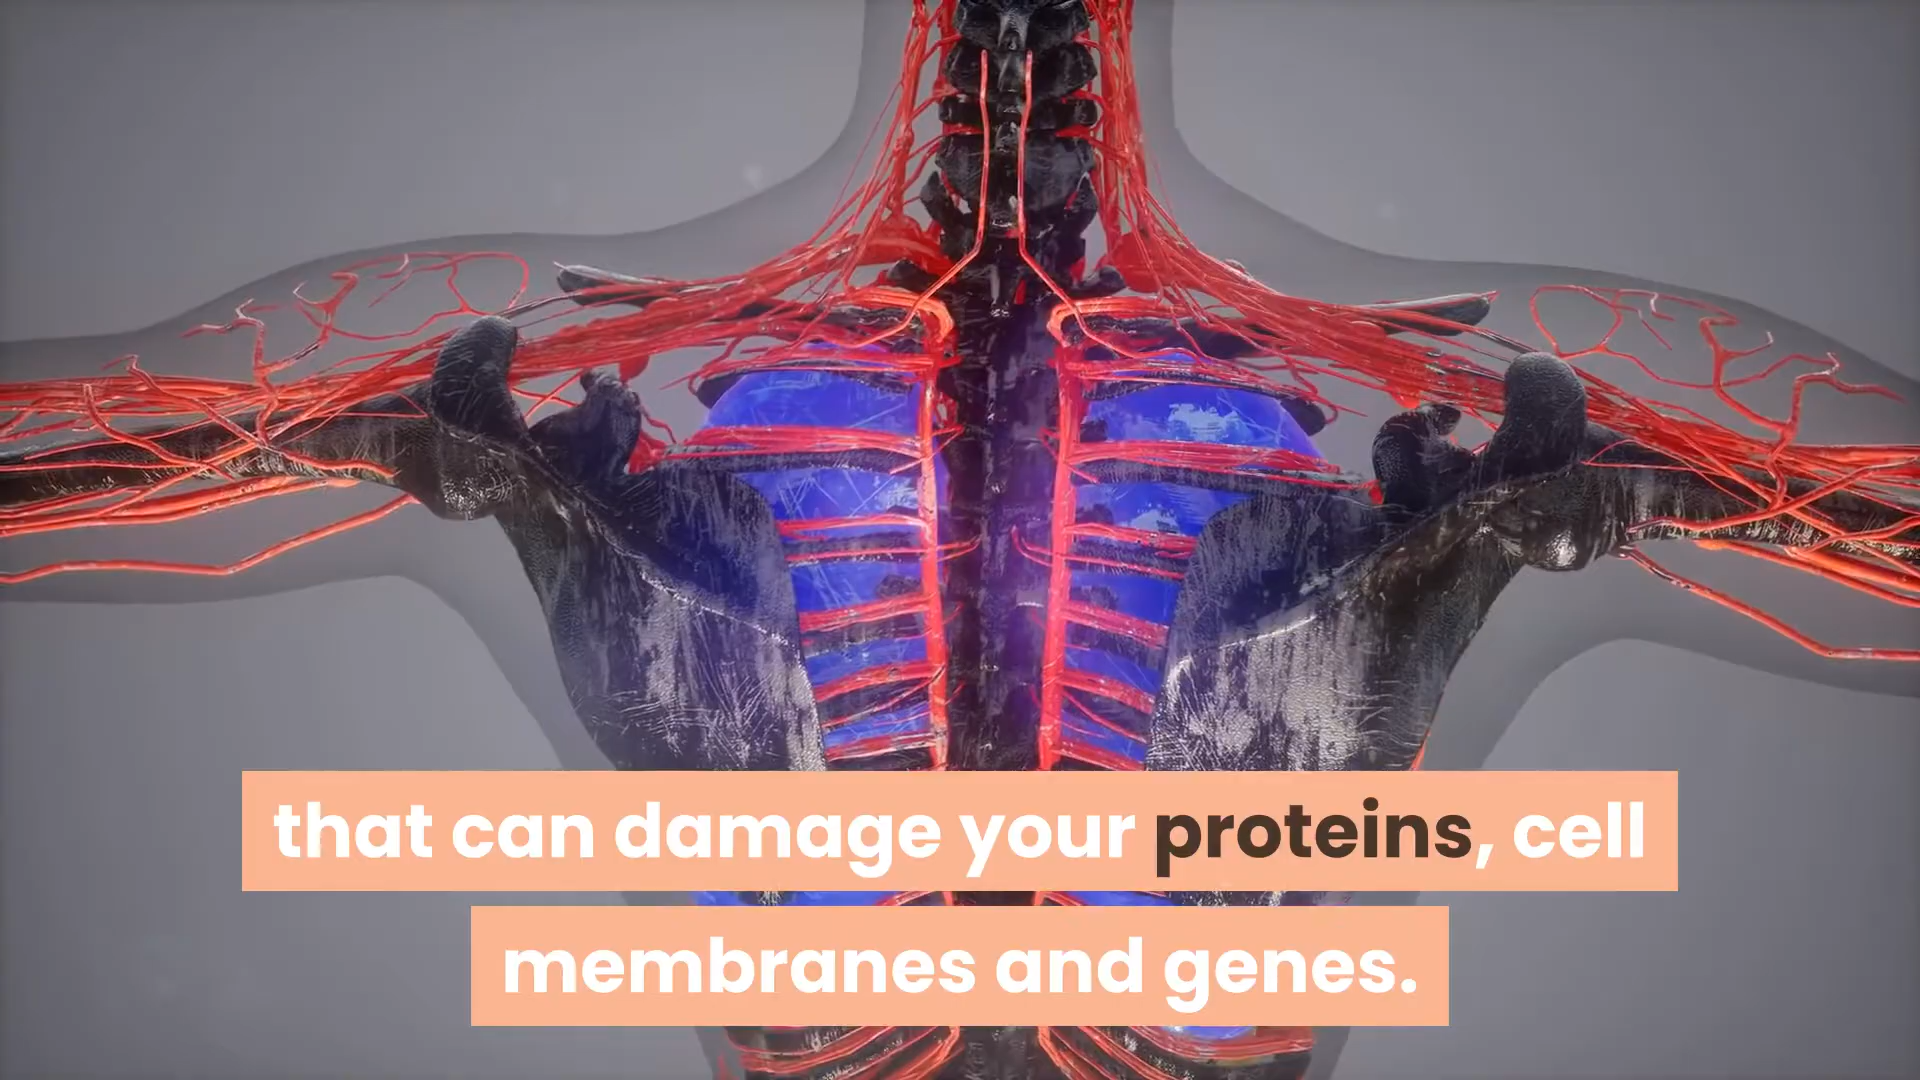 that can damage your proteins, cell
membranes and genes.